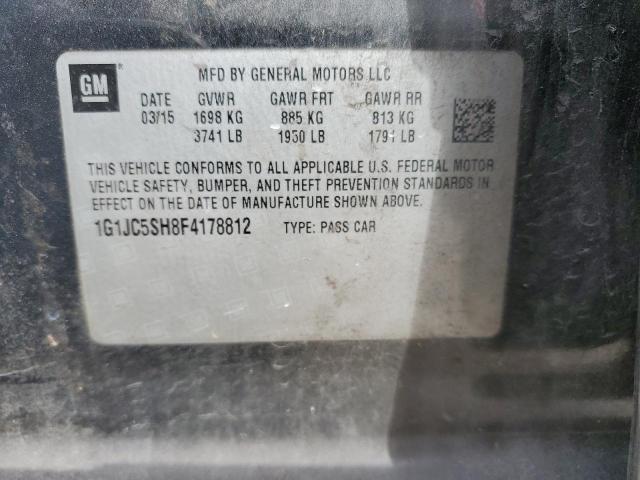 GM
MFD BY GENERAL MOTORS LLC
DATE GVWR GAWR FRT GAWR RR
03/15 1698 KG 885 KG 813 KG
3741 LB 1950 LB 1791 LB
THIS VEHICLE CONFORMS TO ALL APPLICABLE U.S. FEDERAL MOTOR
VEHICLE SAFETY, BUMPER, AND THEFT PREVENTION STANDARDS IN
EFFECT ON THE DATE OF MANUFACTURE SHOWN ABOVE.
1G1JC5SH8F4178812 TYPE: PASS CAR